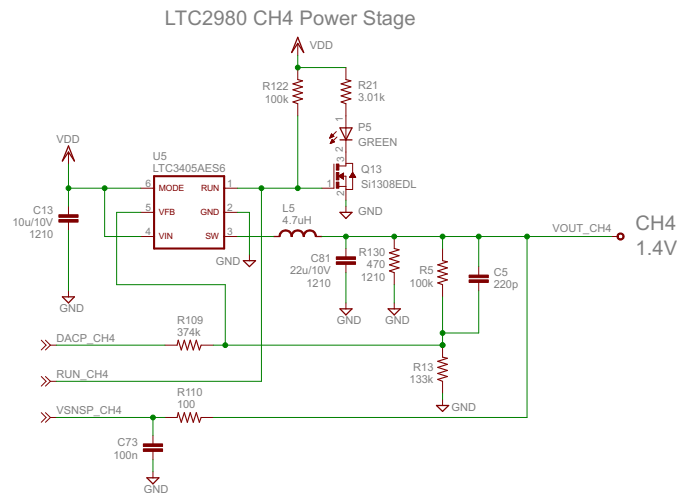 LTC2980 CH4 Power Stage
VDD
R122
100k
R21
3.01k
1
P5
GREEN
2
VDD
U5
LTC3405AES6
3
Q13
Si1308EDL
1
2
GND
6 MODE RUN 1
5 VFB GND 2
4 VIN SW 3
C13
10u/10V
1210
GND
GND
L5
4.7uH
VOUT_CH4
CH4
1.4V
C81
22u/10V
1210
GND
R130
470
1210
GND
R5
100k
C5
220p
DACP_CH4
R109
374k
R13
133k
GND
RUN_CH4
VSNSP_CH4
R110
100
C73
100n
GND